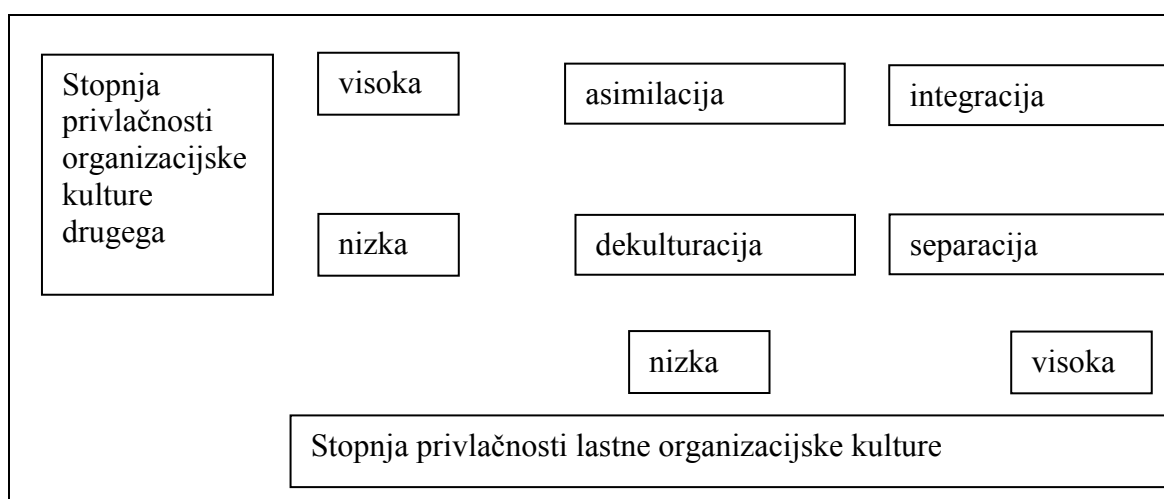 Stopnja
privlačnosti
organizacijske
kulture
drugega
visoka
asimilacija
integracija
nizka
dekulturacija
separacija
nizka
visoka
Stopnja privlačnosti lastne organizacijske kulture